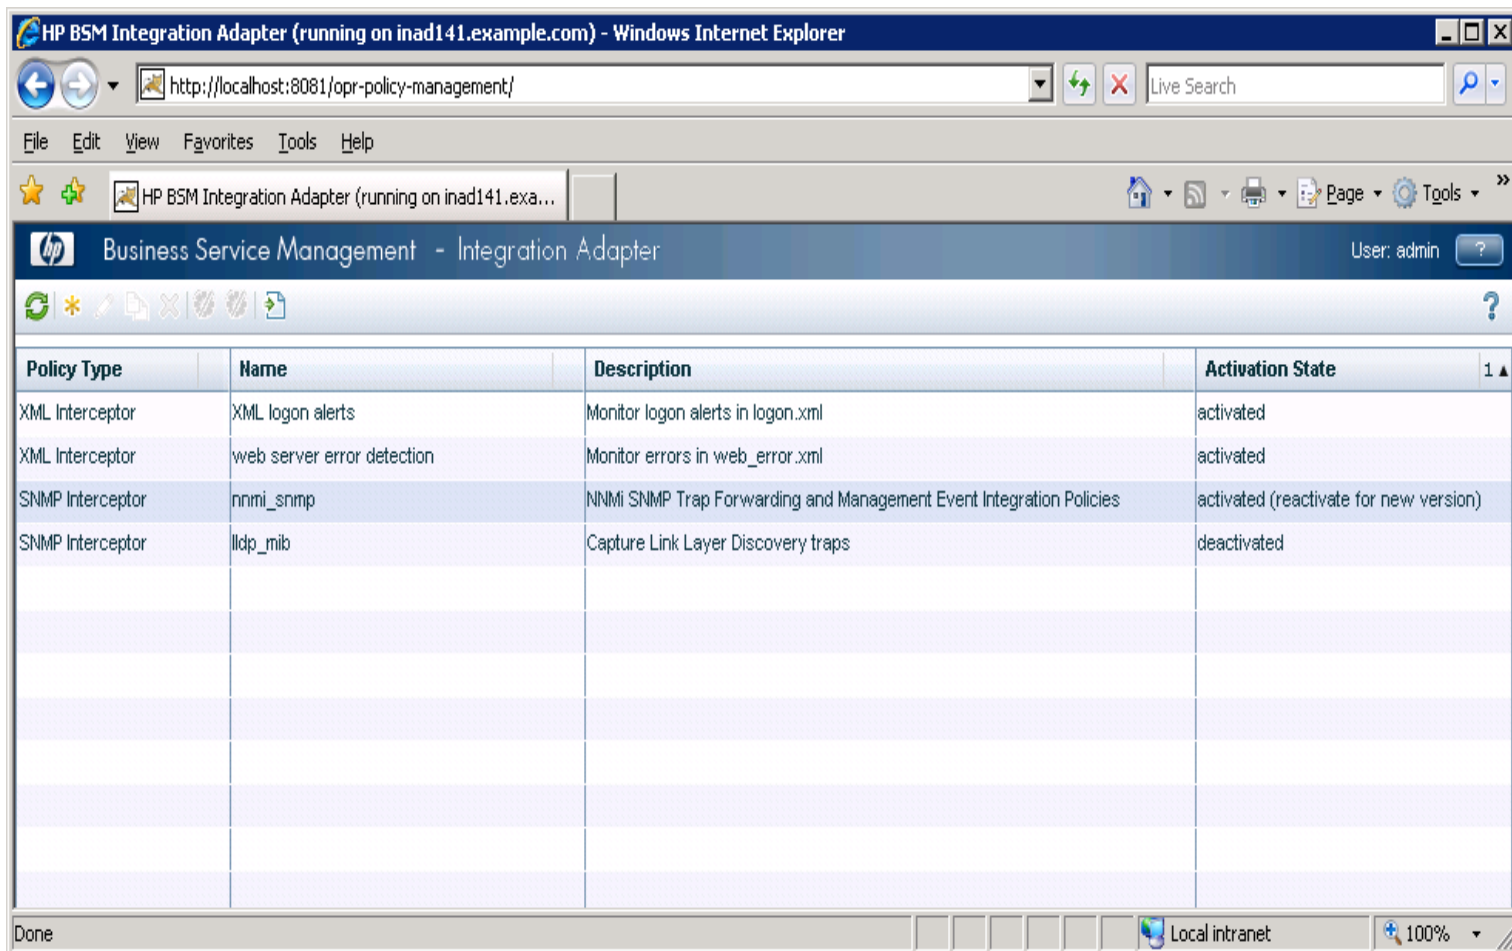 HP BSM Integration Adapter (running on inad141.example.com) - Windows Internet Explorer
http://localhost:8081/opr-policy-management/
Live Search
File Edit View Favorites Tools Help
HP BSM Integration Adapter (running on inad141.exa...
Page Tools »
hp Business Service Management - Integration Adapter User: admin ?
?
Policy Type Name Description Activation State 1▲
XML Interceptor XML logon alerts Monitor logon alerts in logon.xml activated
XML Interceptor web server error detection Monitor errors in web_error.xml activated
SNMP Interceptor nnmi_snmp NNMi SNMP Trap Forwarding and Management Event Integration Policies activated (reactivate for new version)
SNMP Interceptor lldp_mib Capture Link Layer Discovery traps deactivated
Done Local intranet 100%